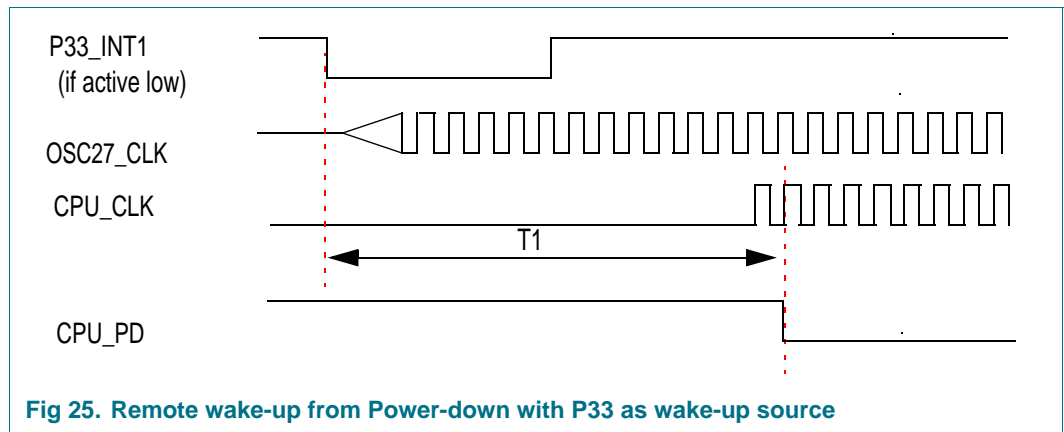 P33_INT1
(if active low)
OSC27_CLK
CPU_CLK
T1
CPU_PD
Fig 25. Remote wake-up from Power-down with P33 as wake-up source